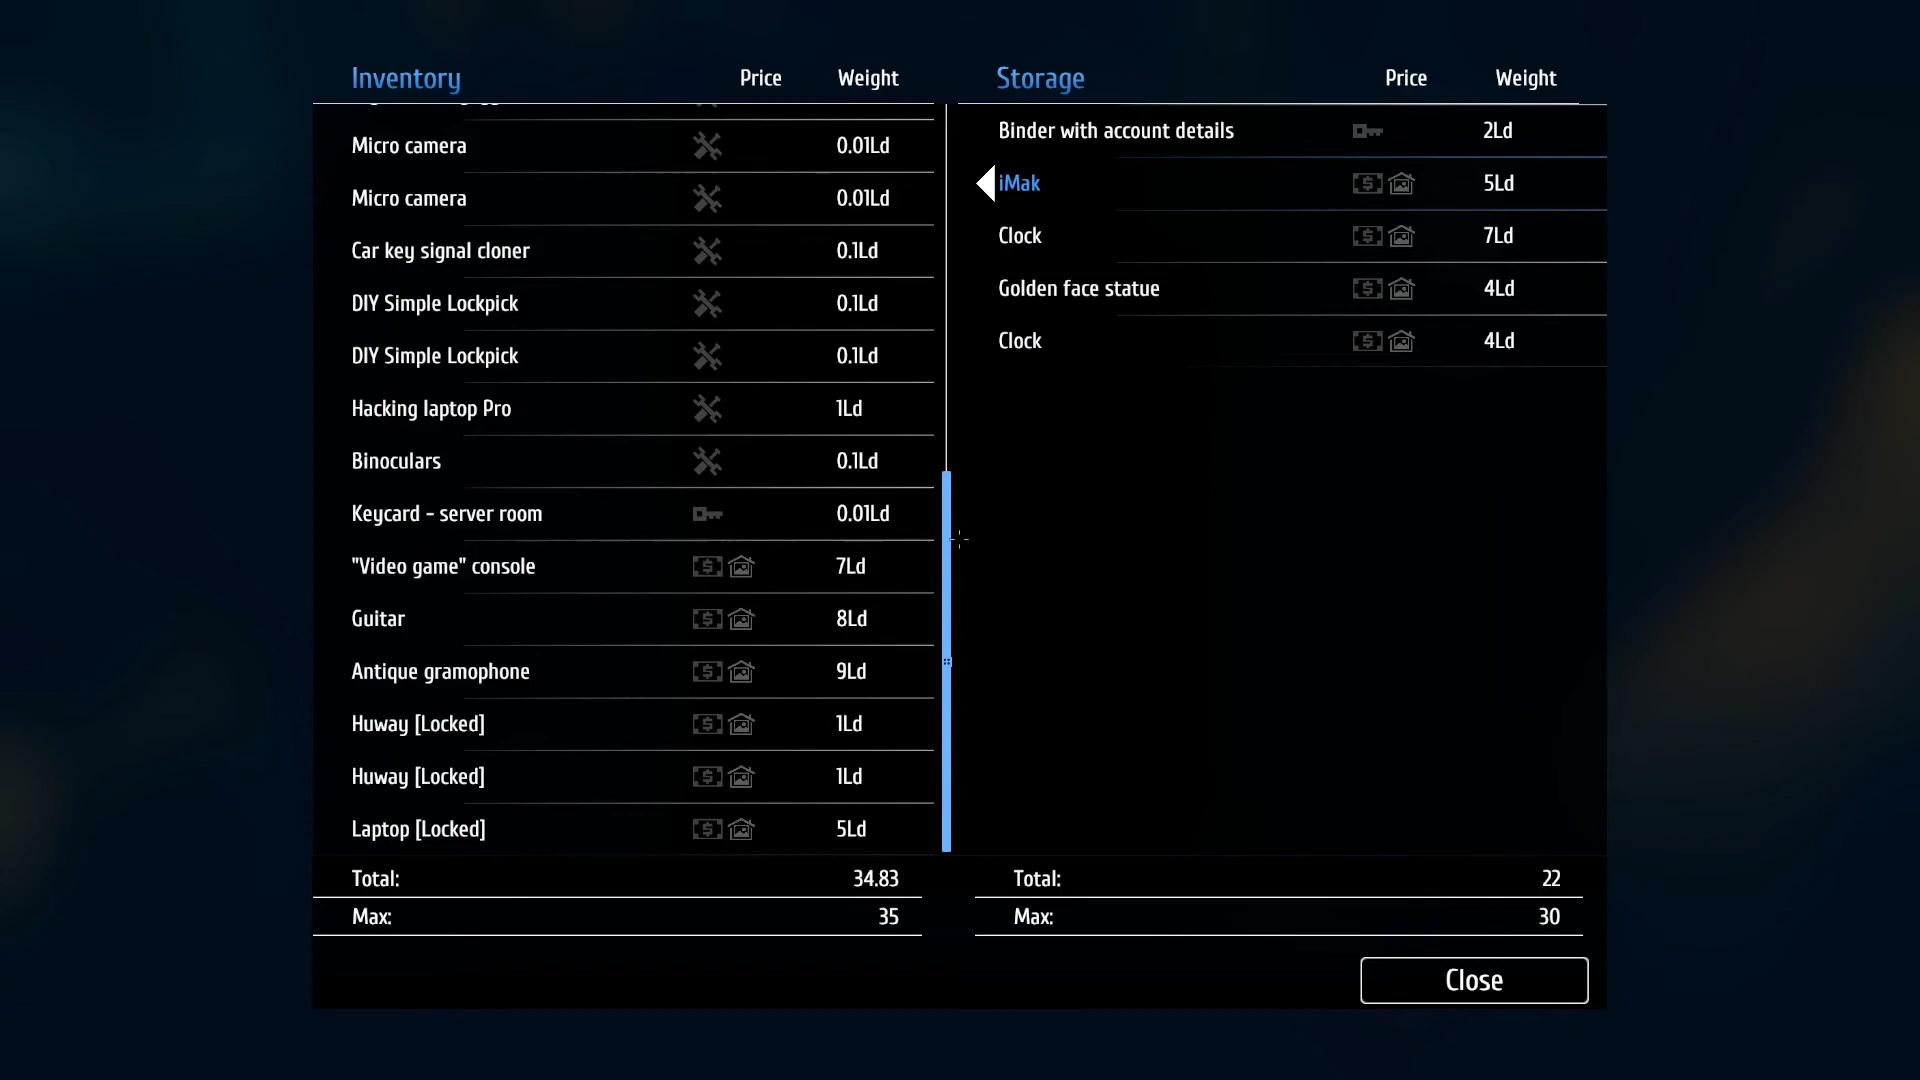 Inventory Price Weight
Micro camera 0.01Ld
Micro camera 0.01Ld
Car key signal cloner 0.1Ld
DIY Simple Lockpick 0.1Ld
DIY Simple Lockpick 0.1Ld
Hacking laptop Pro 1Ld
Binoculars 0.1Ld
Keycard - server room 0.01Ld
"Video game" console 7Ld
Guitar 8Ld
Antique gramophone 9Ld
Huway [Locked] 1Ld
Huway [Locked] 1Ld
Laptop [Locked] 5Ld
Total: 34.83
Max: 35
Storage Price Weight
Binder with account details 2Ld
iMak 5Ld
Clock 7Ld
Golden face statue 4Ld
Clock 4Ld
Total: 22
Max: 30
Close